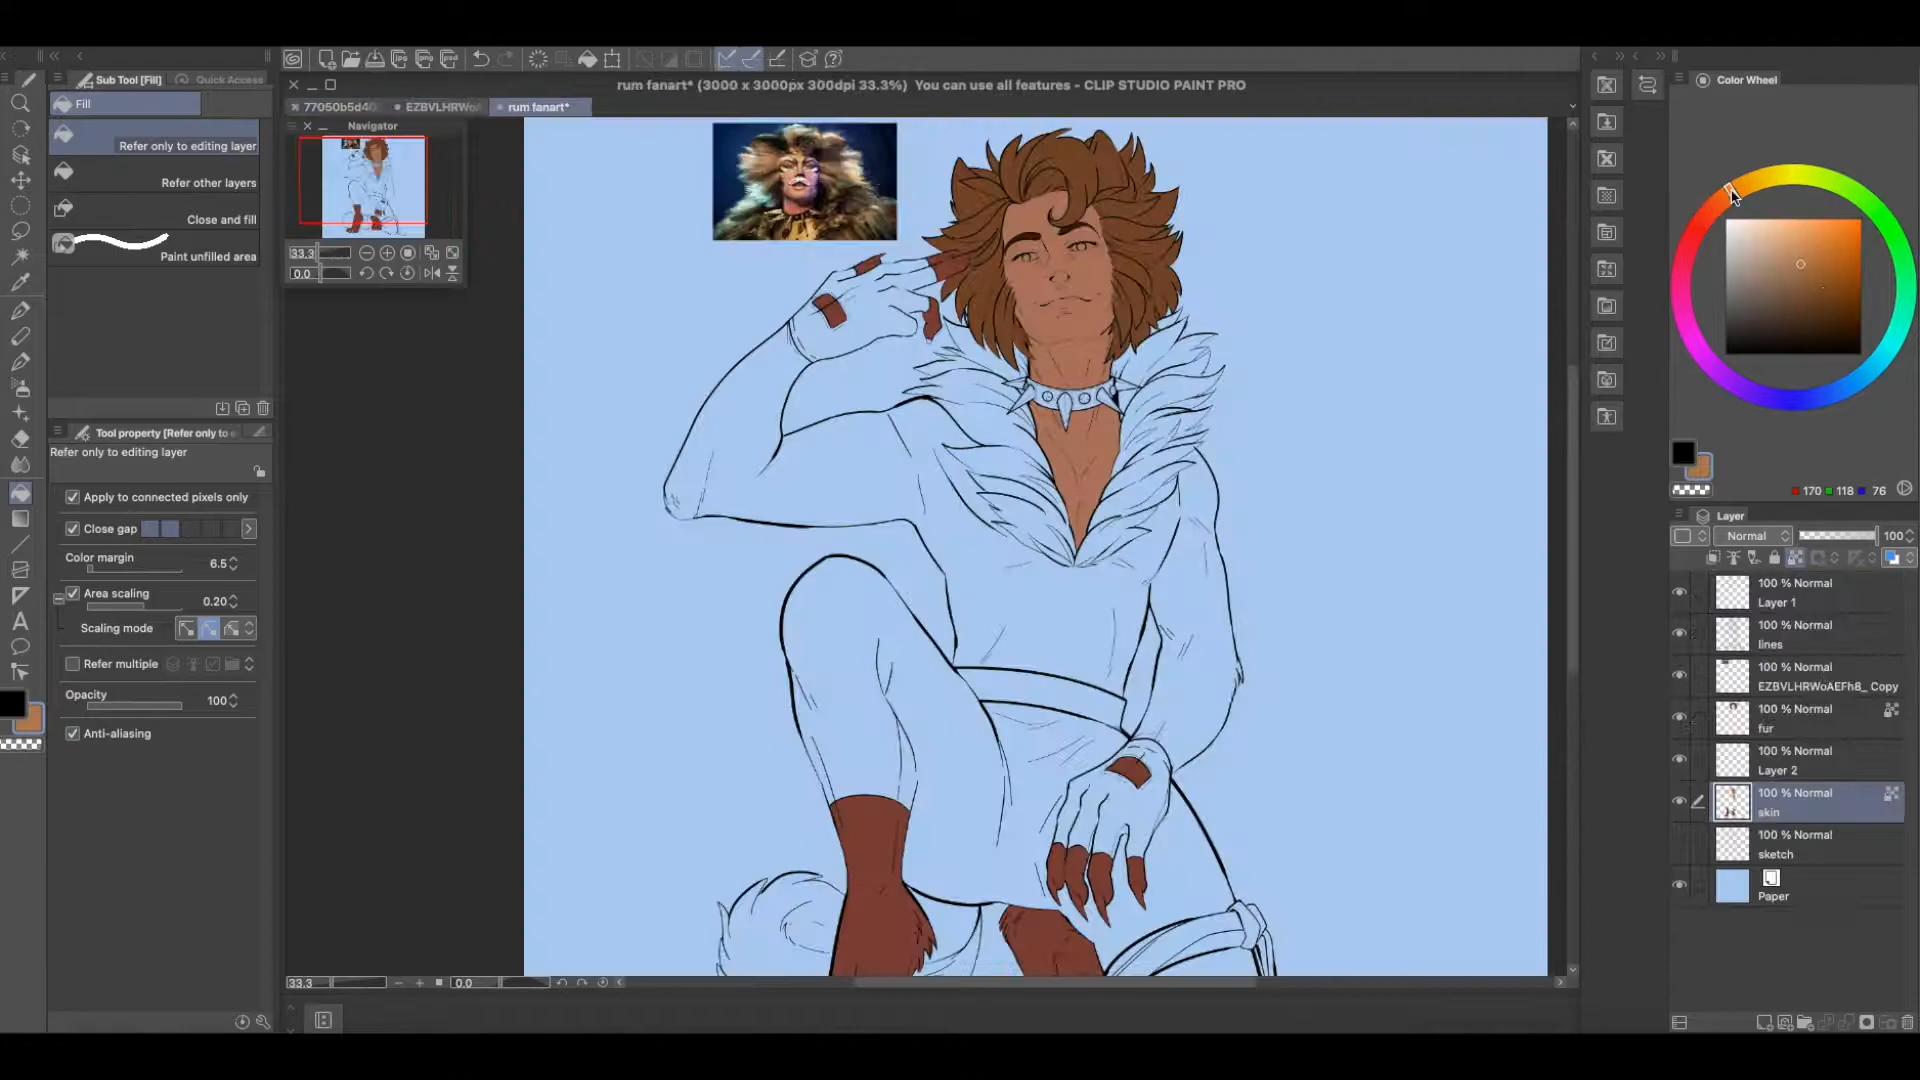 Sub Tool [Fill]
Quick Access
Fill
Refer only to editing layer
Refer other layers
Close and fill
Paint unfilled area
rum fanart* (3000 x 3000px 300dpi 33.3%) You can use all features - CLIP STUDIO PAINT PRO
77050b5d40
EZBVLHRWoA
rum fanart*
Navigator
33.3
0.0
Tool property [Refer only to e
Refer only to editing layer
Apply to connected pixels only
Close gap
Color margin
6.5
Area scaling
0.20
Scaling mode
Refer multiple
Opacity
100
Anti-aliasing
33.3
0.0
Color Wheel
170 118 76
Layer
Normal
100
100 % Normal
Layer 1
100 % Normal
lines
100 % Normal
EZBVLHRWoAEFh8_ Copy
100 % Normal
fur
100 % Normal
Layer 2
100 % Normal
skin
100 % Normal
sketch
Paper